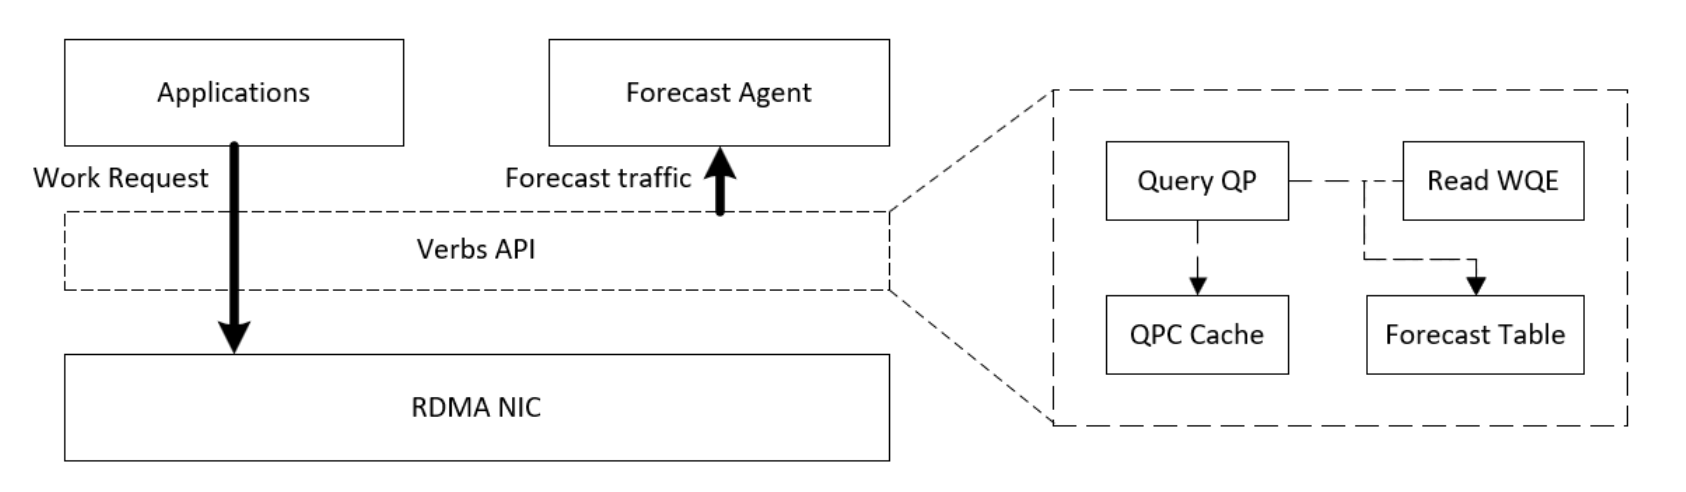 Applications
Forecast Agent
Work Request
Forecast traffic
Verbs API
RDMA NIC
Query QP
Read WQE
QPC Cache
Forecast Table